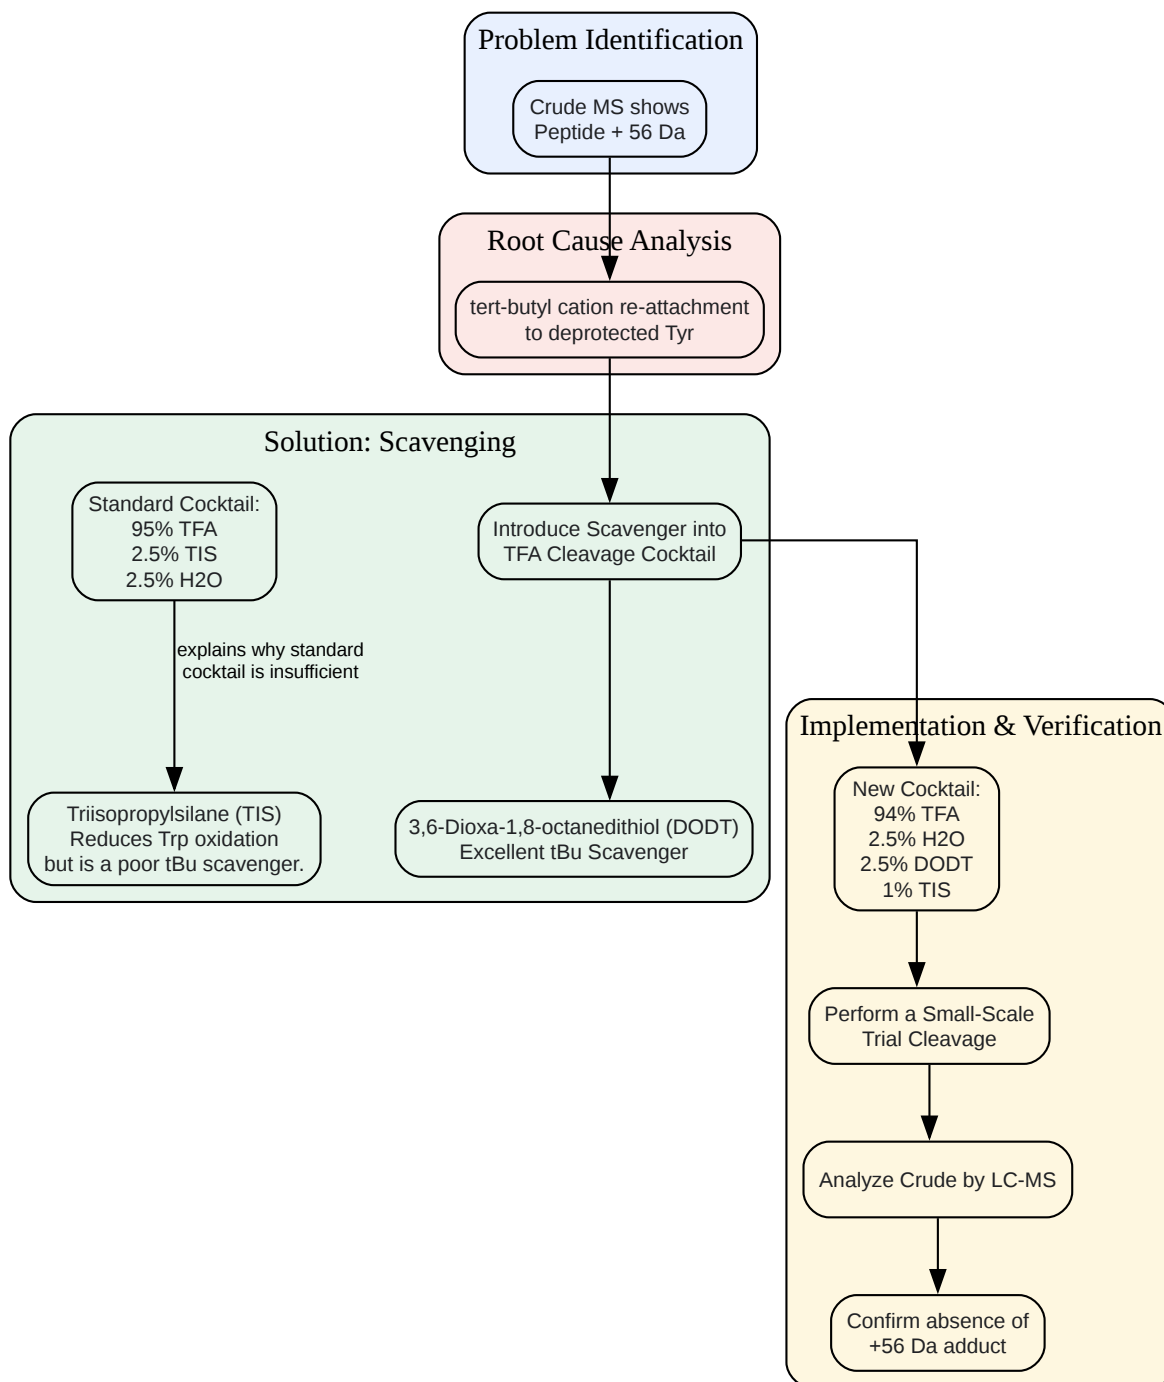 Problem Identification
Crude MS shows
Peptide + 56 Da
Root Cause Analysis
tert-butyl cation re-attachment
to deprotected Tyr
Solution: Scavenging
Standard Cocktail:
95% TFA
2.5% TIS
2.5% H2O
Introduce Scavenger into
TFA Cleavage Cocktail
explains why standard
cocktail is insufficient
Triisopropylsilane (TIS)
Reduces Trp oxidation
but is a poor tBu scavenger.
3,6-Dioxa-1,8-octanedithiol (DODT)
Excellent tBu Scavenger
Implementation & Verification
New Cocktail:
94% TFA
2.5% H2O
2.5% DODT
1% TIS
Perform a Small-Scale
Trial Cleavage
Analyze Crude by LC-MS
Confirm absence of
+56 Da adduct